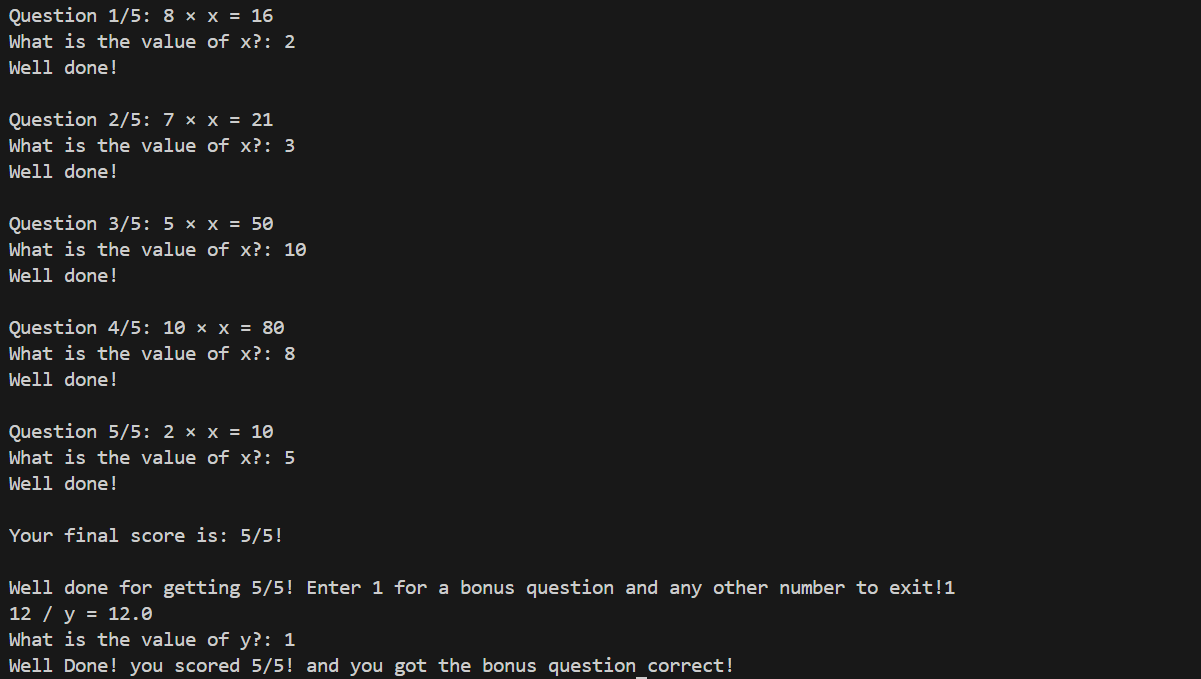 Question 1/5: 8 × x = 16
What is the value of x?: 2
Well done!
Question 2/5: 7 × x = 21
What is the value of x?: 3
Well done!
Question 3/5: 5 × x = 50
What is the value of x?: 10
Well done!
Question 4/5: 10 × x = 80
What is the value of x?: 8
Well done!
Question 5/5: 2 × x = 10
What is the value of x?: 5
Well done!
Your final score is: 5/5!
Well done for getting 5/5! Enter 1 for a bonus question and any other number to exit!1
12 / y = 12.0
What is the value of y?: 1
Well Done! you scored 5/5! and you got the bonus question correct!